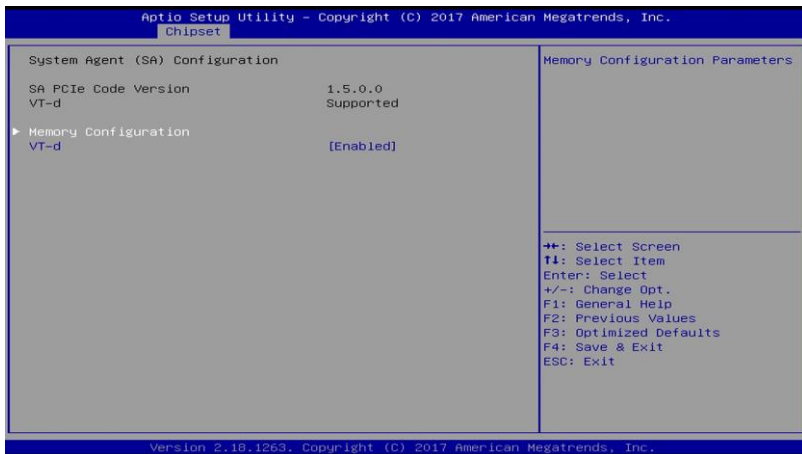 Aptio Setup Utility – Copyright (C) 2017 American Megatrends, Inc.
Chipset
System Agent (SA) Configuration
SA PCIe Code Version 1.5.0.0
VT-d Supported
▶ Memory Configuration
VT-d [Enabled]
Memory Configuration Parameters
→←: Select Screen
↑↓: Select Item
Enter: Select
+/-: Change Opt.
F1: General Help
F2: Previous Values
F3: Optimized Defaults
F4: Save & Exit
ESC: Exit
Version 2.18.1263. Copyright (C) 2017 American Megatrends, Inc.